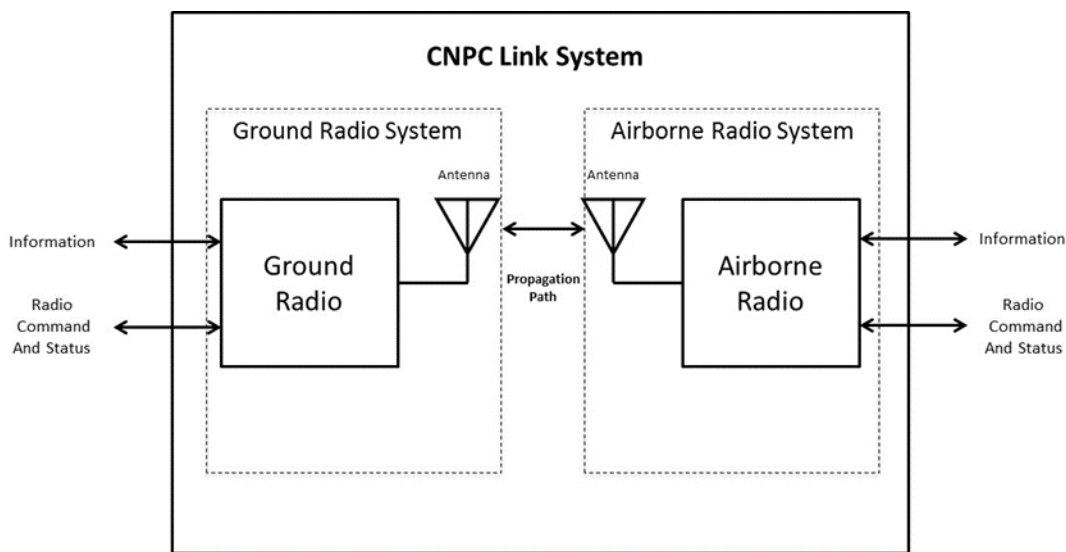 CNPC Link System
Ground Radio System
Airborne Radio System
Antenna
Antenna
Information
Radio
Command
And Status
Ground
Radio
Propagation
Path
Airborne
Radio
Information
Radio
Command
And Status